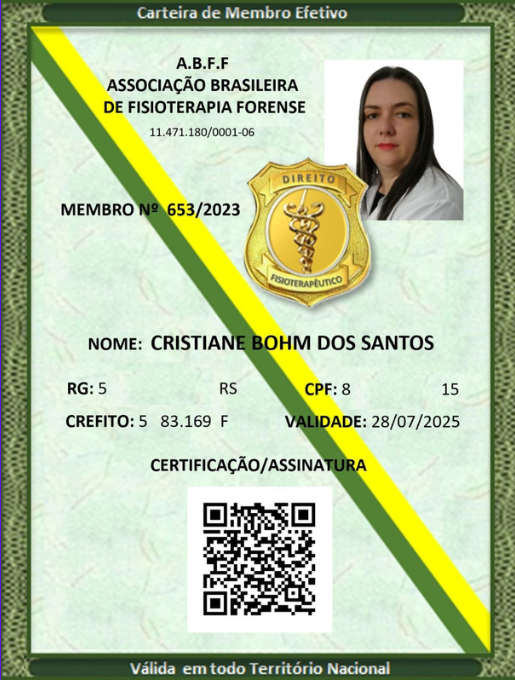 Carteira de Membro Efetivo
A.B.F.F
ASSOCIAÇÃO BRASILEIRA
DE FISIOTERAPIA FORENSE
11.471.180/0001-06
DIREITO
FISIOTERAPÊUTICO
MEMBRO Nº 653/2023
NOME: CRISTIANE BOHM DOS SANTOS
RG: 5 RS CPF: 8 15
CREFITO: 5 83.169 F VALIDADE: 28/07/2025
CERTIFICAÇÃO/ASSINATURA
Válida em todo Território Nacional